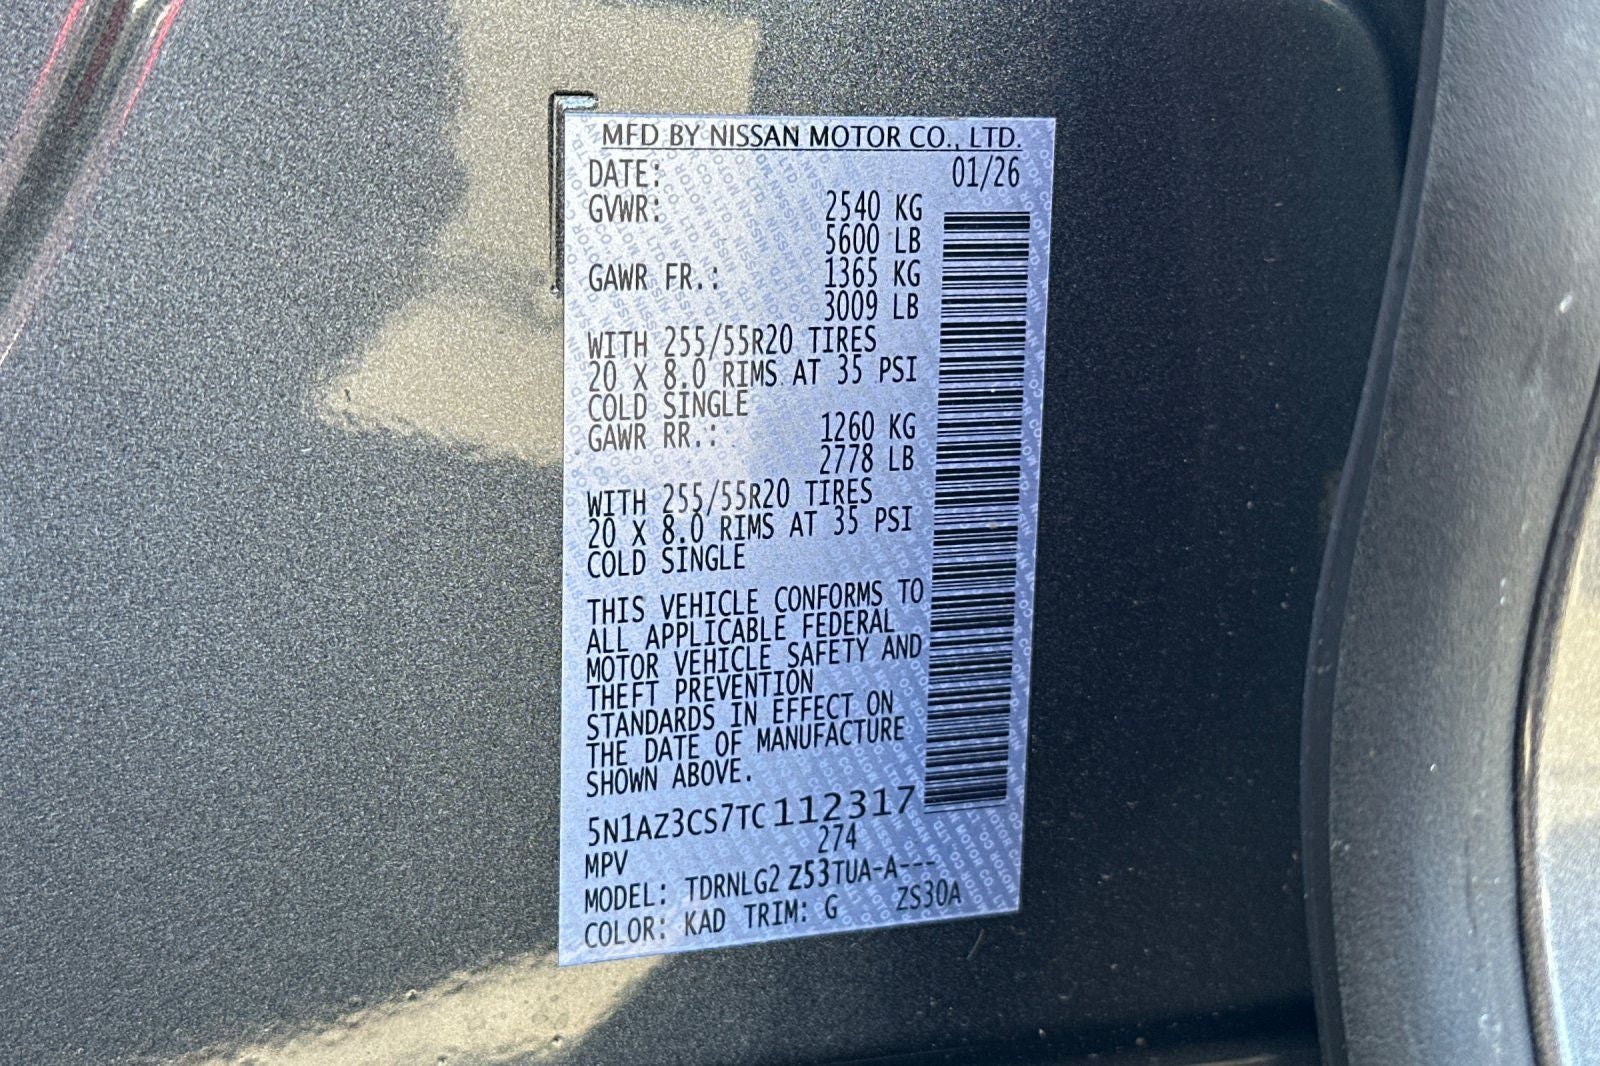 MFD BY NISSAN MOTOR CO., LTD.
DATE: 01/26
GVWR: 2540 KG
5600 LB
GAWR FR.: 1365 KG
3009 LB
WITH 255/55R20 TIRES
20 X 8.0 RIMS AT 35 PSI
COLD SINGLE
GAWR RR.: 1260 KG
2778 LB
WITH 255/55R20 TIRES
20 X 8.0 RIMS AT 35 PSI
COLD SINGLE
THIS VEHICLE CONFORMS TO
ALL APPLICABLE FEDERAL
MOTOR VEHICLE SAFETY AND
THEFT PREVENTION
STANDARDS IN EFFECT ON
THE DATE OF MANUFACTURE
SHOWN ABOVE.
5N1AZ3CS7TC112317
MPV 274
MODEL: TDRNLG2 Z53TUA-A---
COLOR: KAD TRIM: G ZS30A